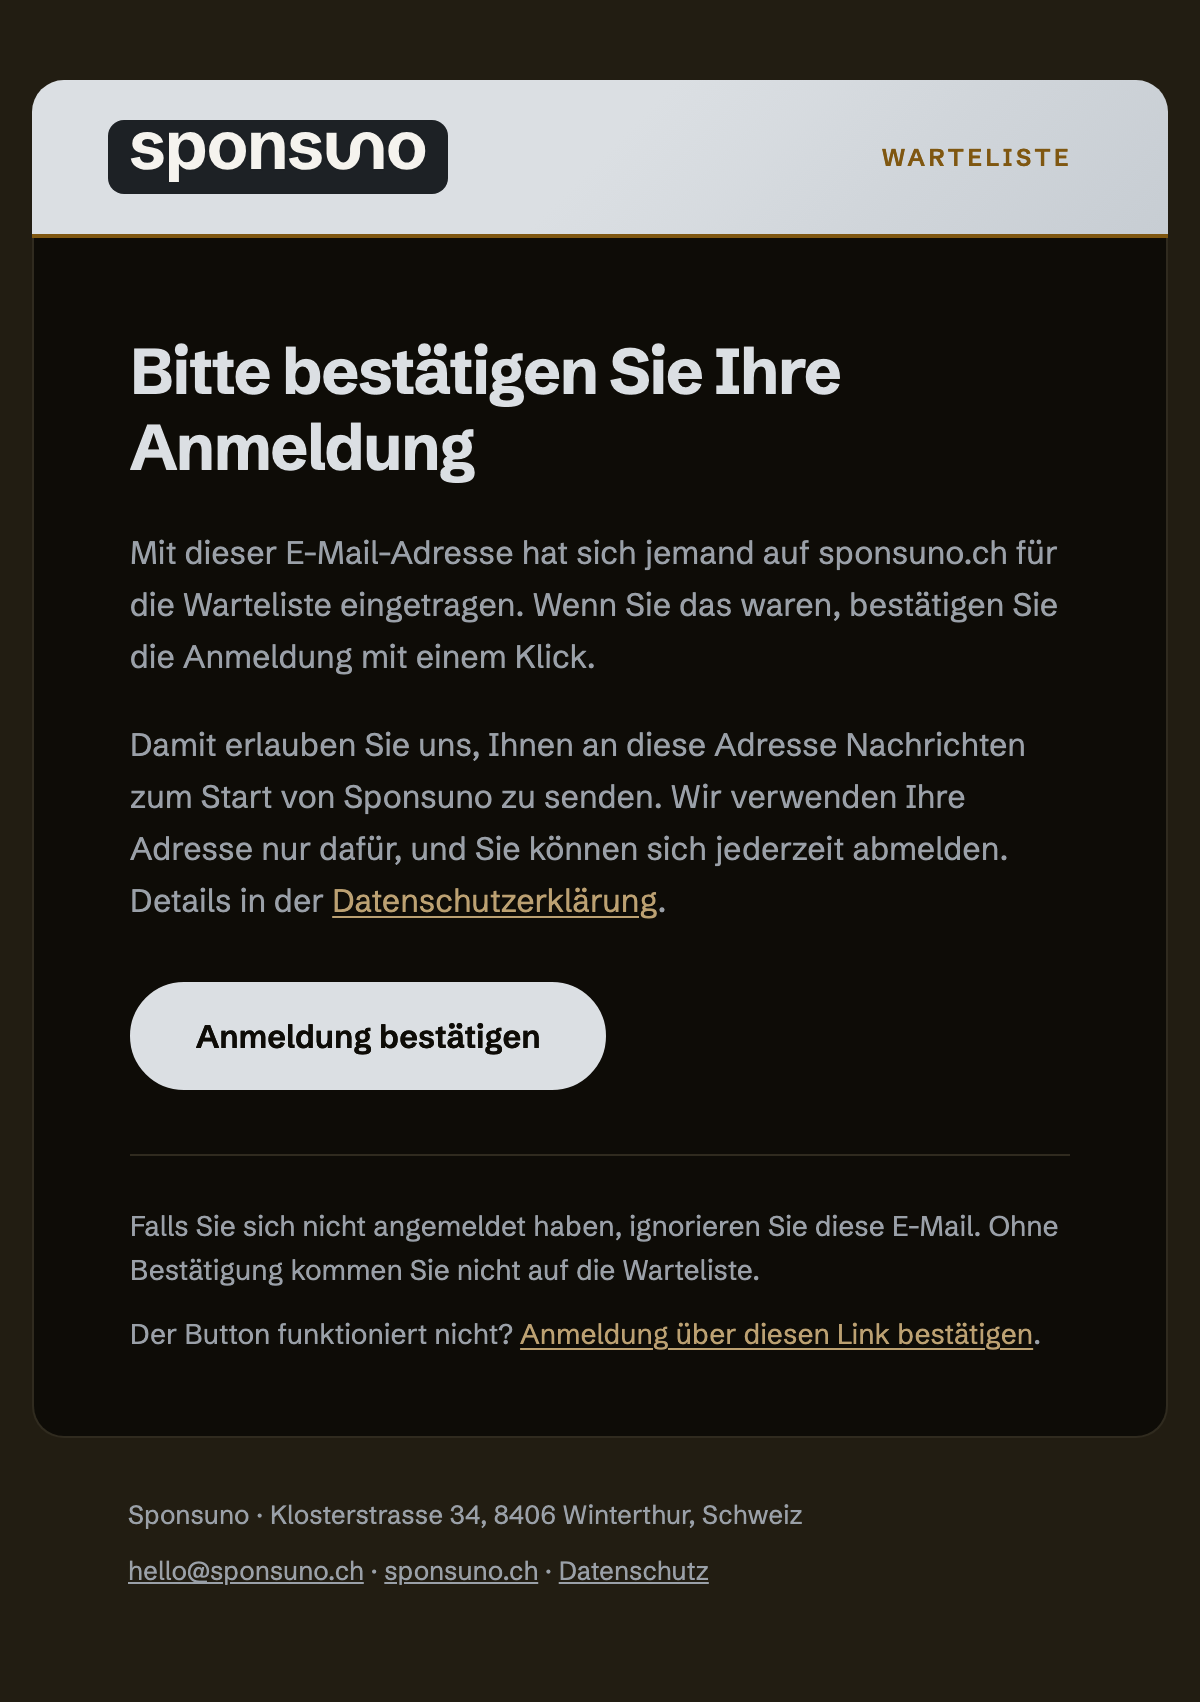 sponsuno
WARTELISTE
Bitte bestätigen Sie Ihre
Anmeldung
Mit dieser E-Mail-Adresse hat sich jemand auf sponsuno.ch für
die Warteliste eingetragen. Wenn Sie das waren, bestätigen Sie
die Anmeldung mit einem Klick.
Damit erlauben Sie uns, Ihnen an diese Adresse Nachrichten
zum Start von Sponsuno zu senden. Wir verwenden Ihre
Adresse nur dafür, und Sie können sich jederzeit abmelden.
Details in der Datenschutzerklärung.
Anmeldung bestätigen
Falls Sie sich nicht angemeldet haben, ignorieren Sie diese E-Mail. Ohne
Bestätigung kommen Sie nicht auf die Warteliste.
Der Button funktioniert nicht? Anmeldung über diesen Link bestätigen.
Sponsuno · Klosterstrasse 34, 8406 Winterthur, Schweiz
hello@sponsuno.ch · sponsuno.ch · Datenschutz